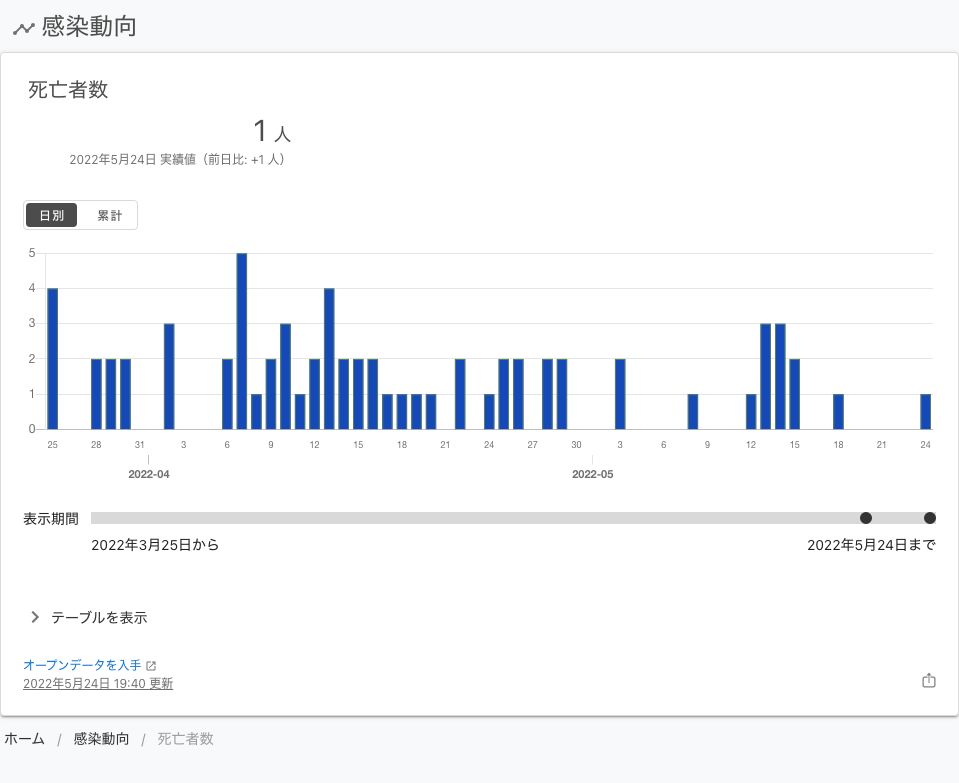 感染動向
死亡者数
1 人
2022年5月24日 実績値（前日比: +1 人）
日別 累計
5
4
3
2
1
0
25 28 31 3 6 9 12 15 18 21 24 27 30 3 6 9 12 15 18 21 24
2022-04 2022-05
表示期間
2022年3月25日から 2022年5月24日まで
テーブルを表示
オープンデータを入手
2022年5月24日 19:40 更新
ホーム / 感染動向 / 死亡者数